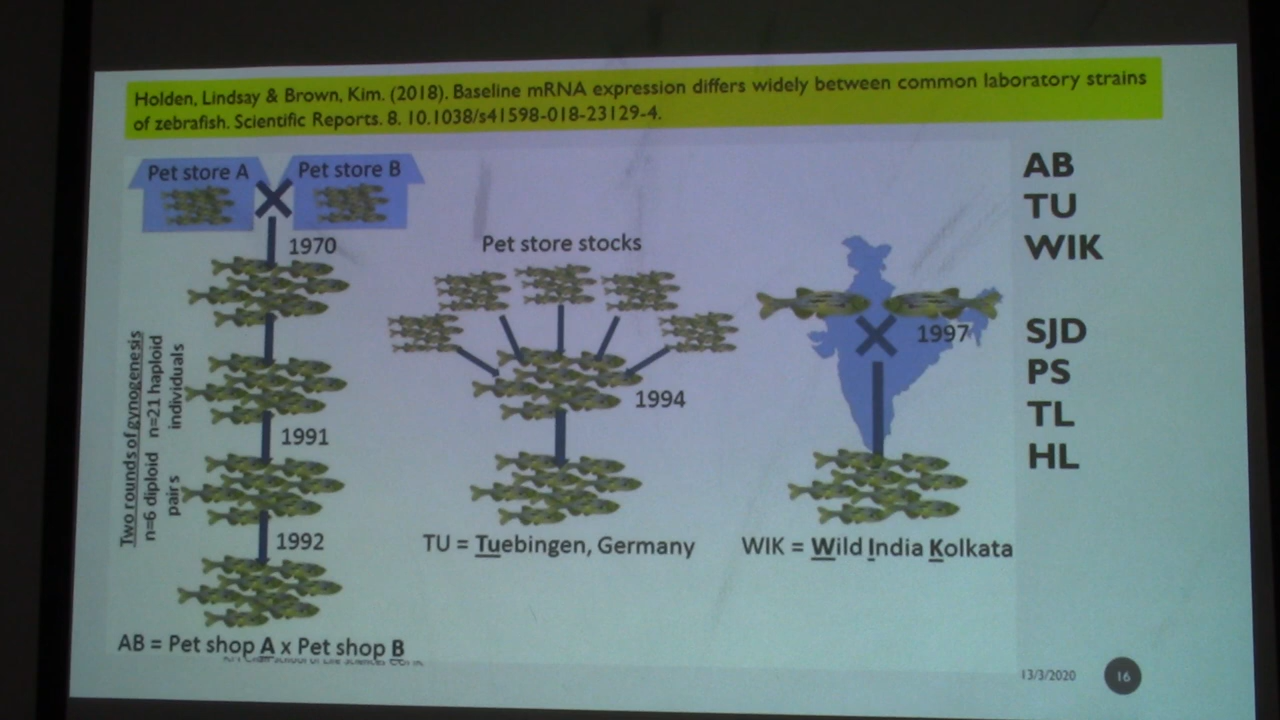 Holden, Lindsay & Brown, Kim. (2018). Baseline mRNA expression differs widely between common laboratory strains
of zebrafish. Scientific Reports. 8. 10.1038/s41598-018-23129-4.
Pet store A
Pet store B
1970
Two rounds of gynogenesis
n=21 haploid
individuals
n=6 diploid
pairs
1991
1992
AB = Pet shop A x Pet shop B
Pet store stocks
1994
TU = Tuebingen, Germany
1997
WIK = Wild India Kolkata
AB
TU
WIK
SJD
PS
TL
HL
13/3/2020
16